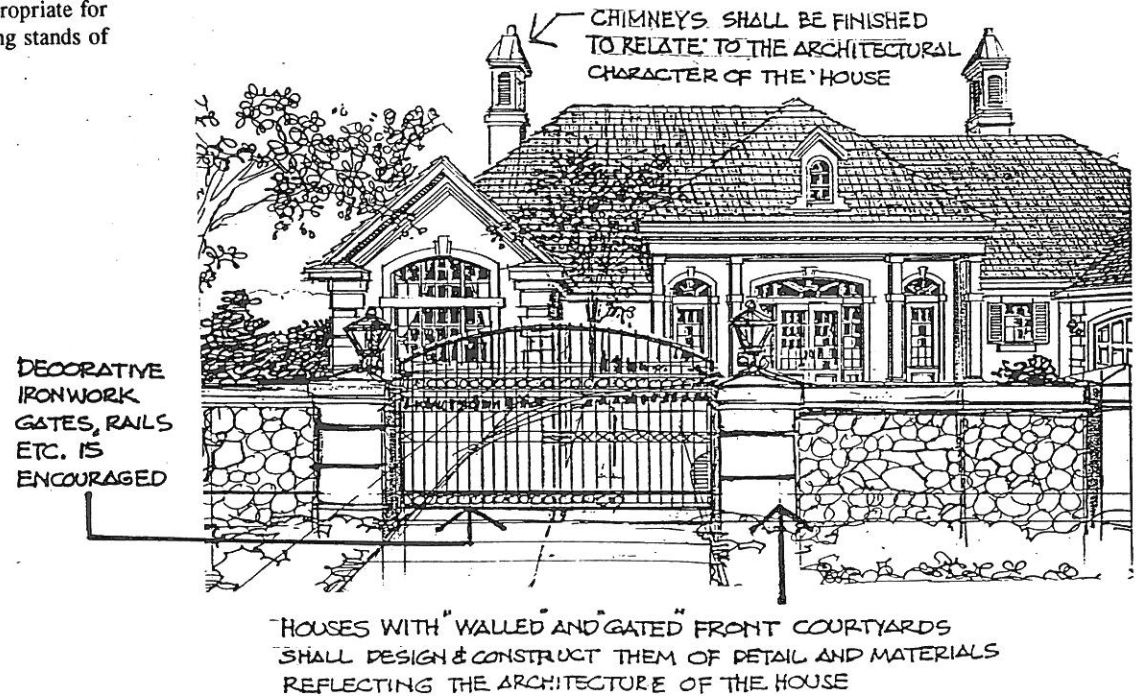 ropriate for
ng stands of
CHIMNEYS SHALL BE FINISHED
TO RELATE TO THE ARCHITECTURAL
CHARACTER OF THE HOUSE
DECORATIVE
IRONWORK
GATES, RAILS
ETC. IS
ENCOURAGED
HOUSES WITH "WALLED" AND "GATED" FRONT COURTYARDS
SHALL DESIGN & CONSTRUCT THEM OF DETAIL AND MATERIALS
REFLECTING THE ARCHITECTURE OF THE HOUSE